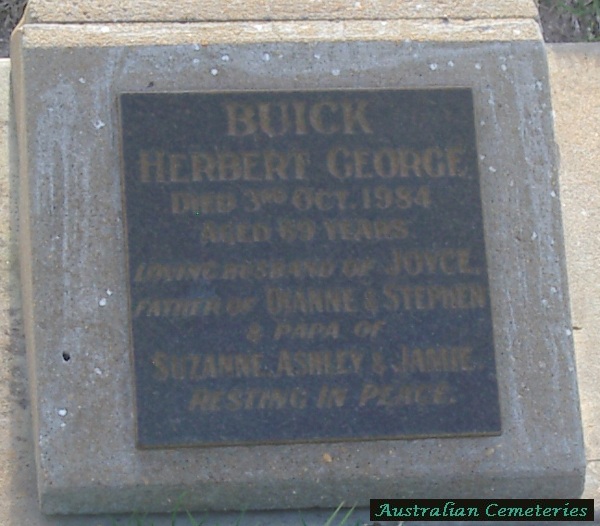 BUICK
HERBERT GEORGE
DIED 3RD OCT. 1984
AGED 69 YEARS
LOVING HUSBAND OF JOYCE.
FATHER OF DIANNE & STEPHEN
& PAPA OF
SUZANNE, ASHLEY & JAMIE.
RESTING IN PEACE.
Australian Cemeteries